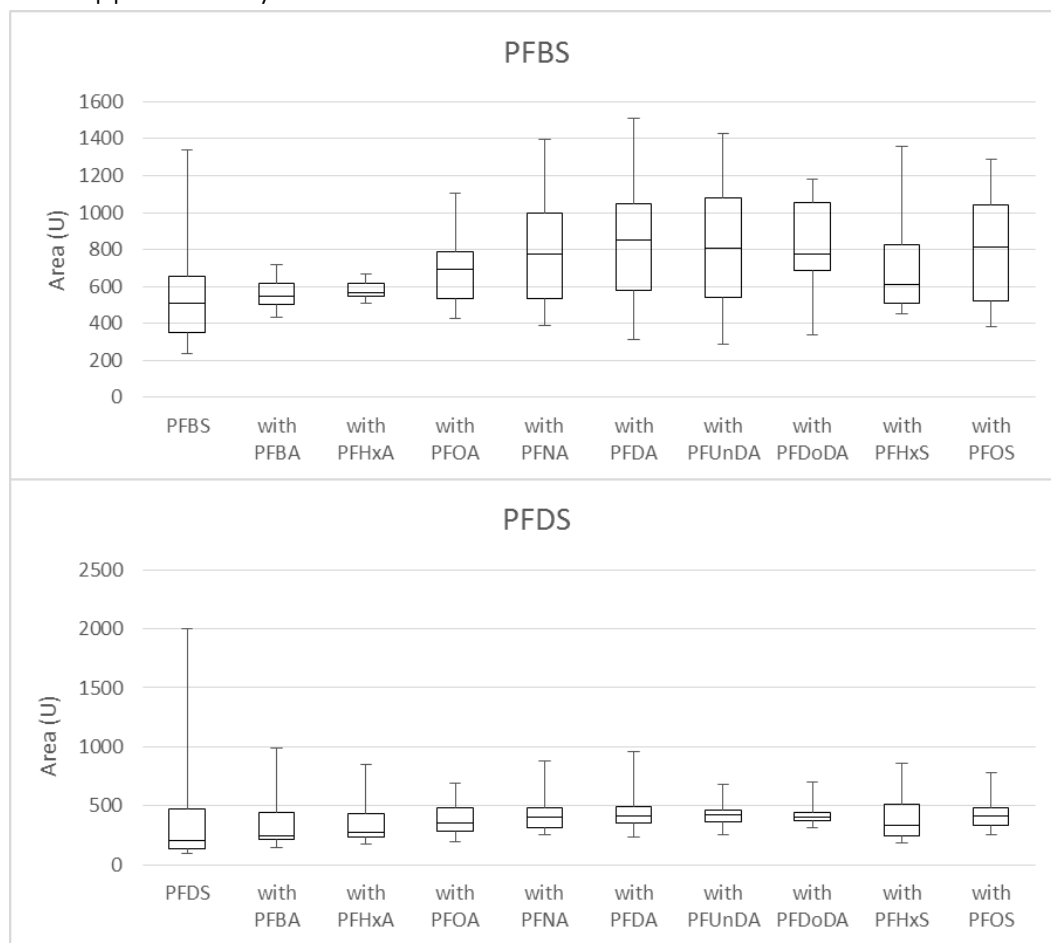 PFBS
1600
1400
1200
1000
800
600
400
200
0
Area (U)
PFBS
with PFBA
with PFHxA
with PFOA
with PFNA
with PFDA
with PFUnDA
with PFDoDA
with PFHxS
with PFOS
PFDS
2500
2000
1500
1000
500
0
Area (U)
PFDS
with PFBA
with PFHxA
with PFOA
with PFNA
with PFDA
with PFUnDA
with PFDoDA
with PFHxS
with PFOS